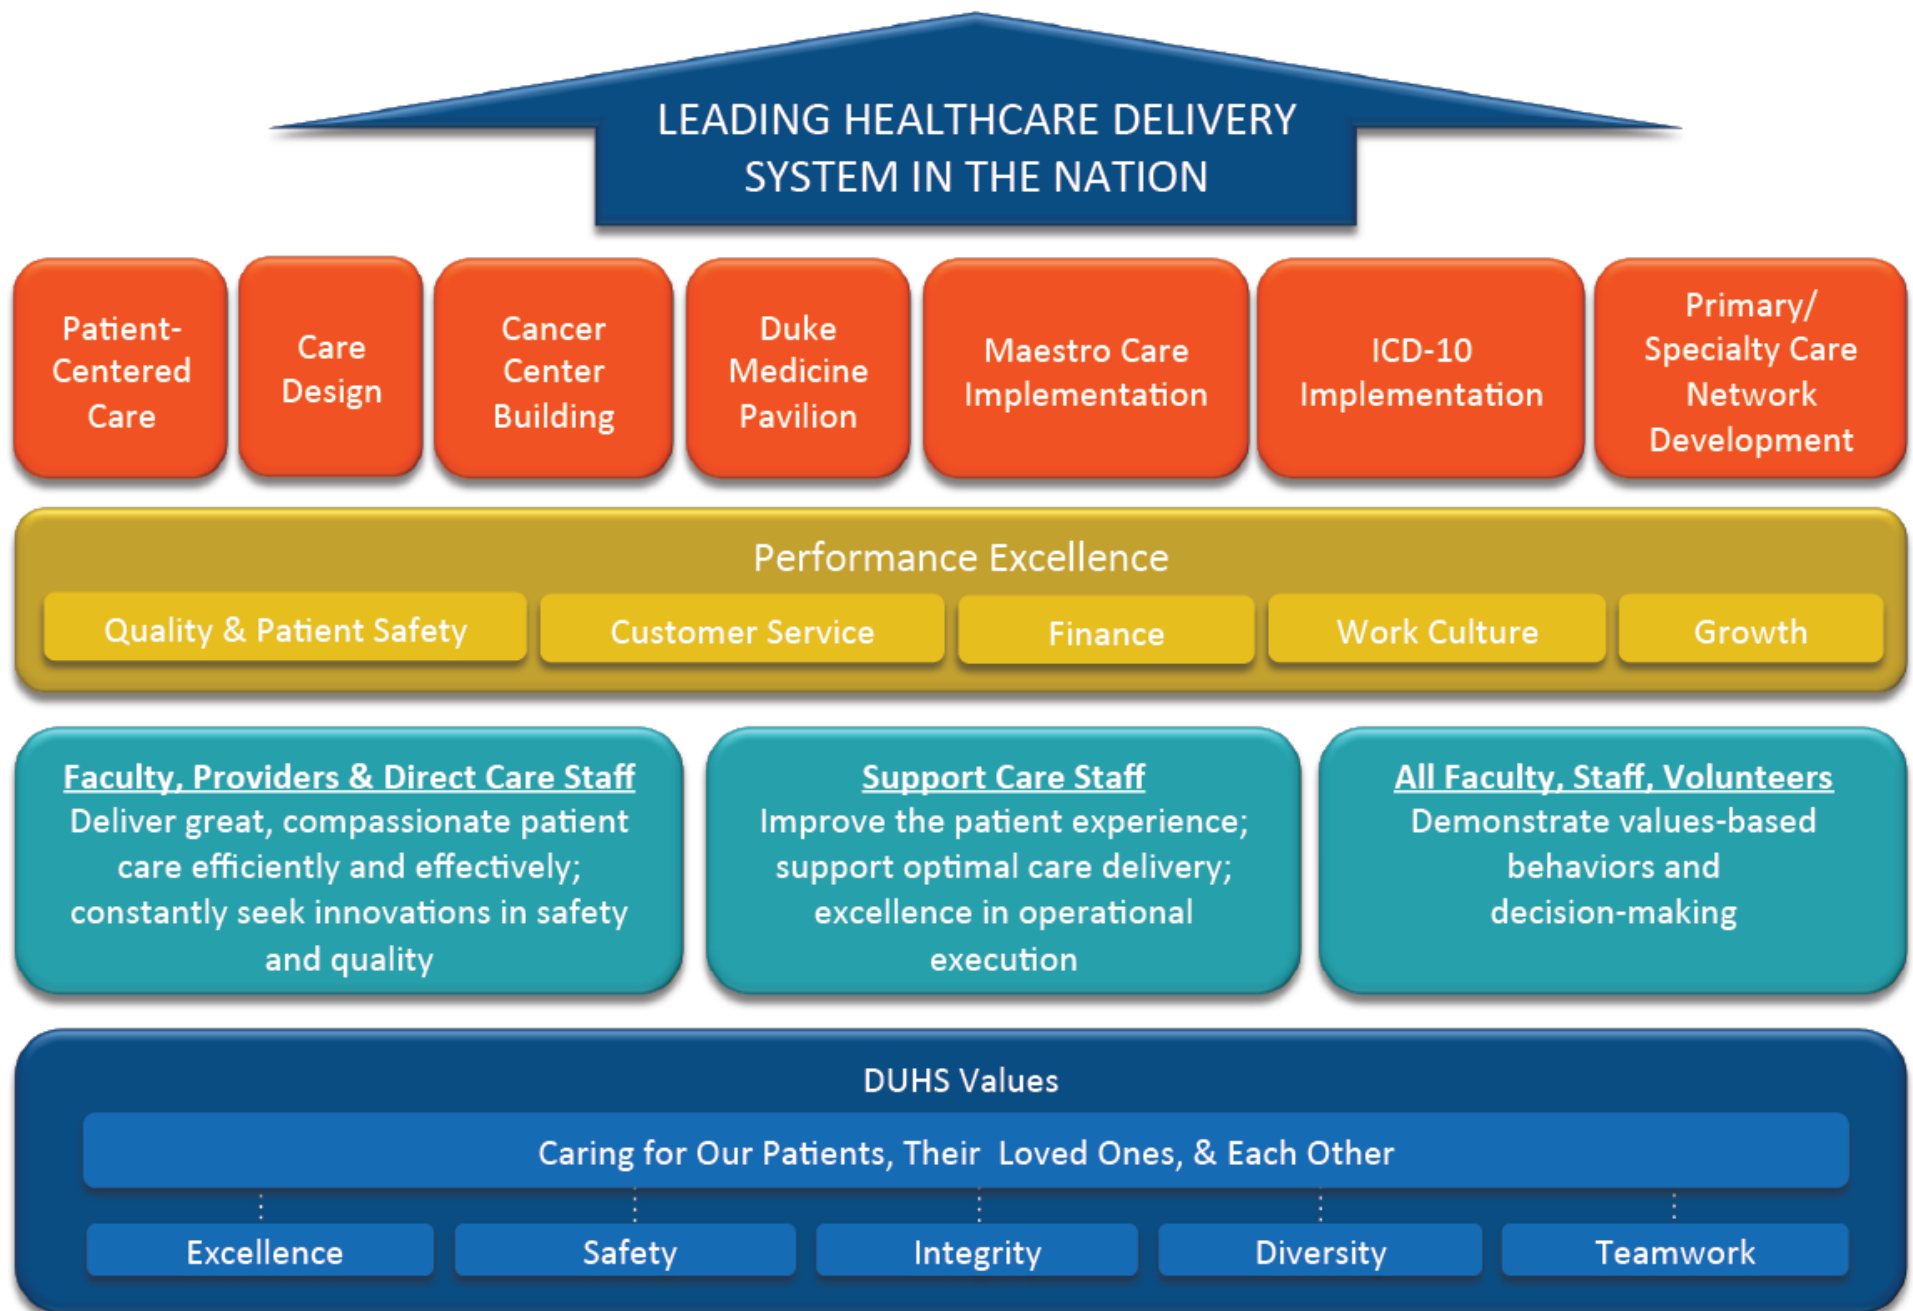 LEADING HEALTHCARE DELIVERY
SYSTEM IN THE NATION
Patient-
Centered
Care
Care
Design
Cancer
Center
Building
Duke
Medicine
Pavilion
Maestro Care
Implementation
ICD-10
Implementation
Primary/
Specialty Care
Network
Development
Performance Excellence
Quality & Patient Safety
Customer Service
Finance
Work Culture
Growth
Faculty, Providers & Direct Care Staff
Deliver great, compassionate patient
care efficiently and effectively;
constantly seek innovations in safety
and quality
Support Care Staff
Improve the patient experience;
support optimal care delivery;
excellence in operational
execution
All Faculty, Staff, Volunteers
Demonstrate values-based
behaviors and
decision-making
DUHS Values
Caring for Our Patients, Their Loved Ones, & Each Other
Excellence
Safety
Integrity
Diversity
Teamwork